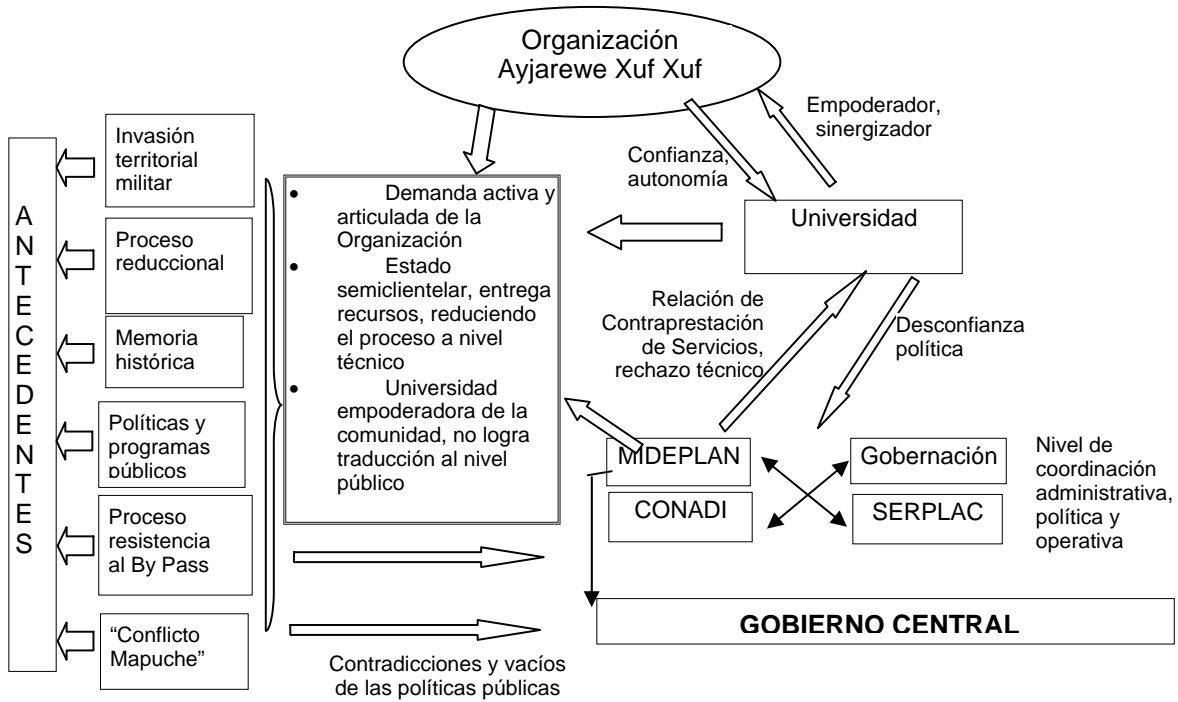 Organización
Ayjarewe Xuf Xuf
Empoderador,
sinergizador
Confianza,
autonomía
Universidad
ANTECEDENTES
Invasión
territorial
militar
Proceso
reduccional
Memoria
histórica
Políticas y
programas
públicos
Proceso
resistencia
al By Pass
“Conflicto
Mapuche”
• Demanda activa y
articulada de la
Organización
• Estado
semiclientelar, entrega
recursos, reduciendo
el proceso a nivel
técnico
• Universidad
empoderadora de la
comunidad, no logra
traducción al nivel
público
Relación de
Contraprestación
de Servicios,
rechazo técnico
Desconfianza
política
MIDEPLAN
Gobernación
CONADI
SERPLAC
Nivel de
coordinación
administrativa,
política y
operativa
GOBIERNO CENTRAL
Contradicciones y vacíos
de las políticas públicas